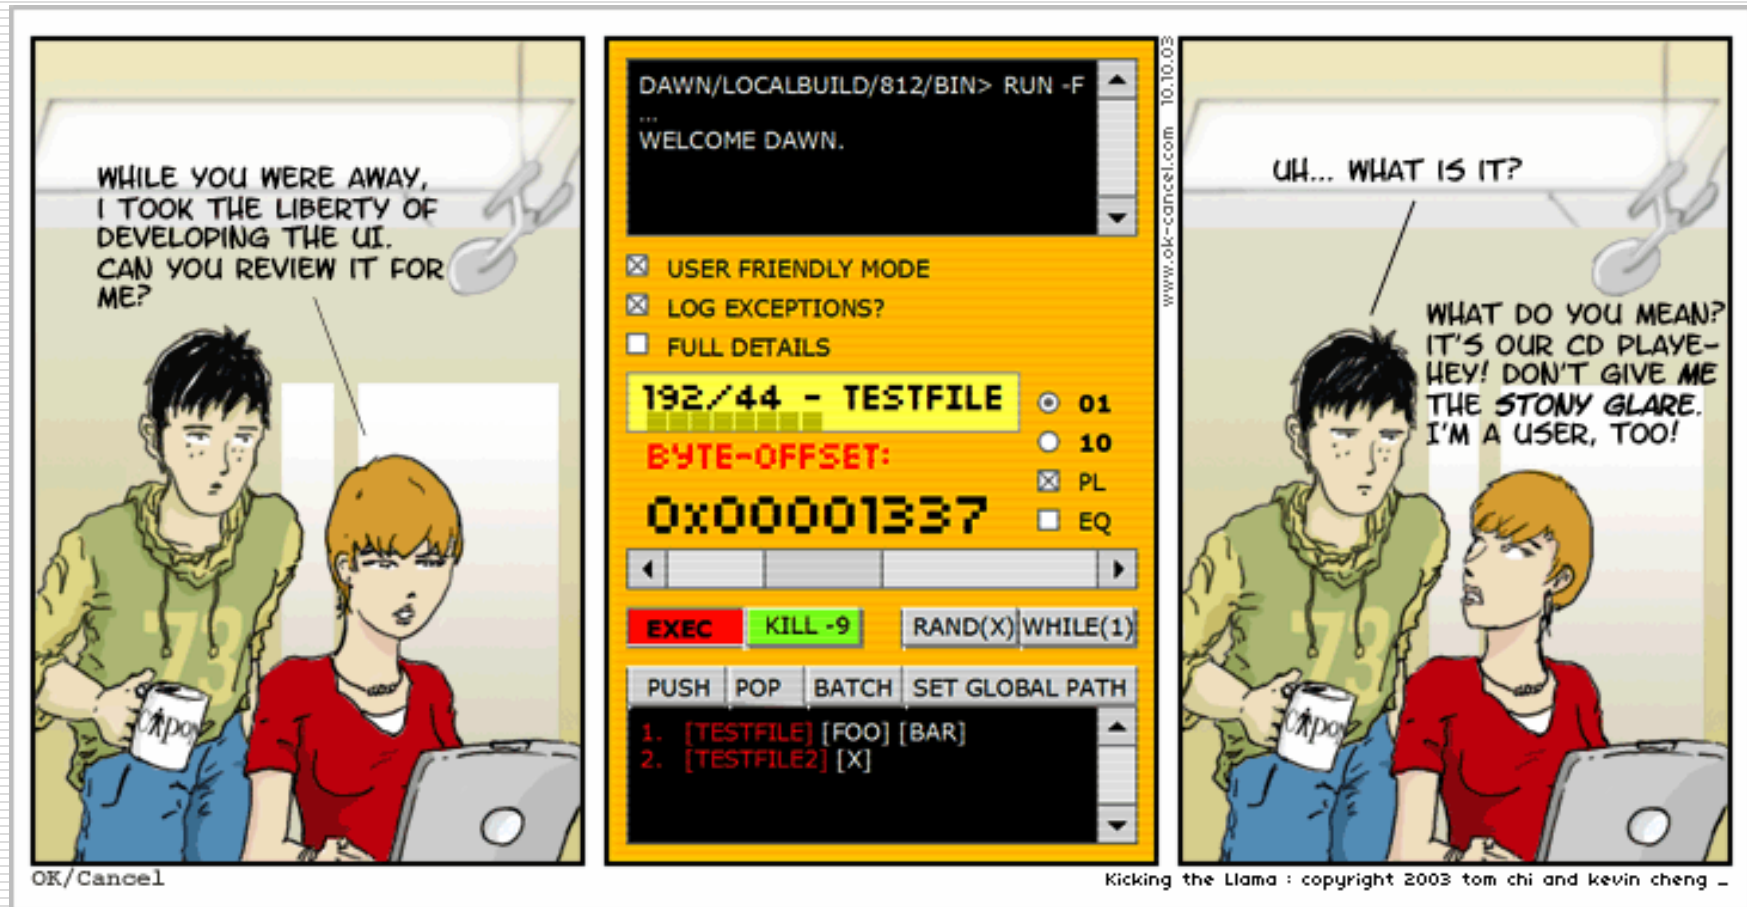 WHILE YOU WERE AWAY,
I TOOK THE LIBERTY OF
DEVELOPING THE UI.
CAN YOU REVIEW IT FOR
ME?
73
CAPO
DAWN/LOCALBUILD/812/BIN> RUN -F
...
WELCOME DAWN.
USER FRIENDLY MODE
LOG EXCEPTIONS?
FULL DETAILS
192/44 - TESTFILE
BYTE-OFFSET:
0x00001337
01
10
PL
EQ
EXEC
KILL -9
RAND(X)
WHILE(1)
PUSH
POP
BATCH
SET GLOBAL PATH
1. [TESTFILE] [FOO] [BAR]
2. [TESTFILE2] [X]
www.ok-cancel.com 10.10.03
UH... WHAT IS IT?
WHAT DO YOU MEAN?
IT'S OUR CD PLAYE-
HEY! DON'T GIVE ME
THE STONY GLARE.
I'M A USER, TOO!
73
CAPO
OK/Cancel
Kicking the Llama : copyright 2003 tom chi and kevin cheng _